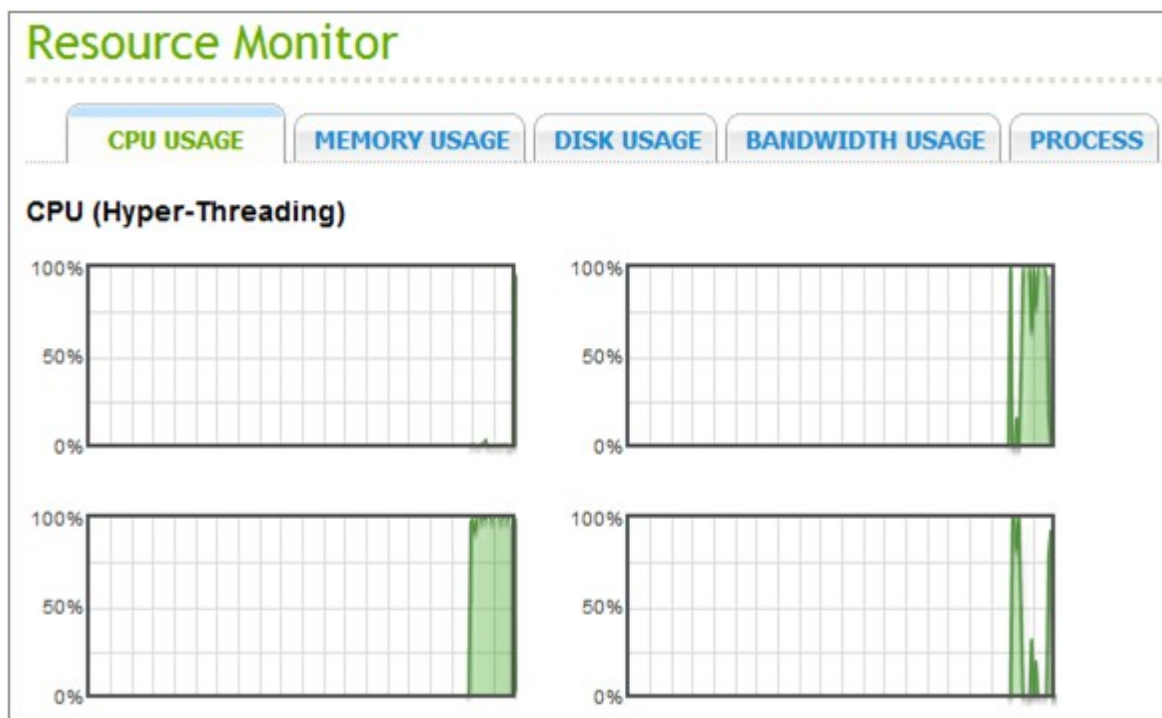 Resource Monitor
CPU USAGE MEMORY USAGE DISK USAGE BANDWIDTH USAGE PROCESS
CPU (Hyper-Threading)
100% 100%
50% 50%
0% 0%
100% 100%
50% 50%
0% 0%